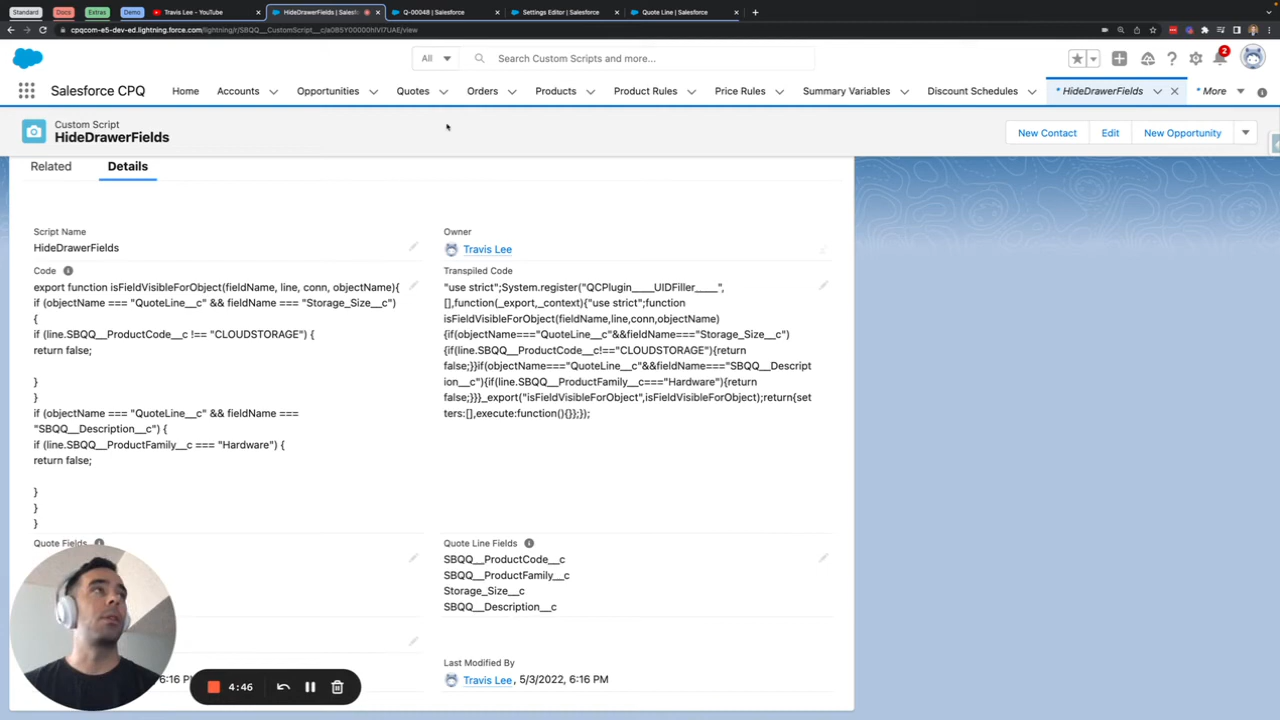 Standard Docs Extras Demo Travis Lee - YouTube HideDrawerFields | Salesf Q-00048 | Salesforce Settings Editor | Salesforce Quote Line | Salesforce
All Search Custom Scripts and more... 2
Salesforce CPQ Home Accounts Opportunities Quotes Orders Products Product Rules Price Rules Summary Variables Discount Schedules * HideDrawerFields * More
Custom Script
HideDrawerFields
New Contact Edit New Opportunity
Related Details
Script Name
HideDrawerFields
Owner
Travis Lee
Code
export function isFieldVisibleForObject(fieldName, line, conn, objectName){
if (objectName === "QuoteLine__c" && fieldName === "Storage_Size__c")
{
if (line.SBQQ__ProductCode__c !== "CLOUDSTORAGE") {
return false;
}
}
if (objectName === "QuoteLine__c" && fieldName ===
"SBQQ__Description__c") {
if (line.SBQQ__ProductFamily__c === "Hardware") {
return false;
}
}
}
Transpiled Code
"use strict";System.register("QCPlugin____UIDFiller____",
[],function(_export,_context){"use strict";function
isFieldVisibleForObject(fieldName,line,conn,objectName)
{if(objectName==="QuoteLine__c"&&fieldName==="Storage_Size__c")
{if(line.SBQQ__ProductCode__c!=="CLOUDSTORAGE"){return
false;}}if(objectName==="QuoteLine__c"&&fieldName==="SBQQ__Descript
ion__c"){if(line.SBQQ__ProductFamily__c==="Hardware"){return
false;}}}_export("isFieldVisibleForObject",isFieldVisibleForObject);return{set
ters:[],execute:function(){}};});
Quote Fields
Quote Line Fields
SBQQ__ProductCode__c
SBQQ__ProductFamily__c
Storage_Size__c
SBQQ__Description__c
6:16 PM
Last Modified By
Travis Lee, 5/3/2022, 6:16 PM
4:46